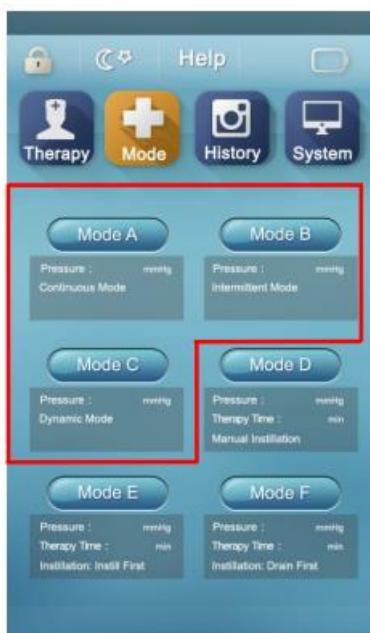 Help
Therapy Mode History System
Mode A Mode B
Pressure : mmHg Pressure : mmHg
Continuous Mode Intermittent Mode
Mode C Mode D
Pressure : mmHg Pressure : mmHg
Dynamic Mode Therapy Time : min
Manual Instillation
Mode E Mode F
Pressure : mmHg Pressure : mmHg
Therapy Time : min Therapy Time : min
Instillation: Instill First Instillation: Drain First